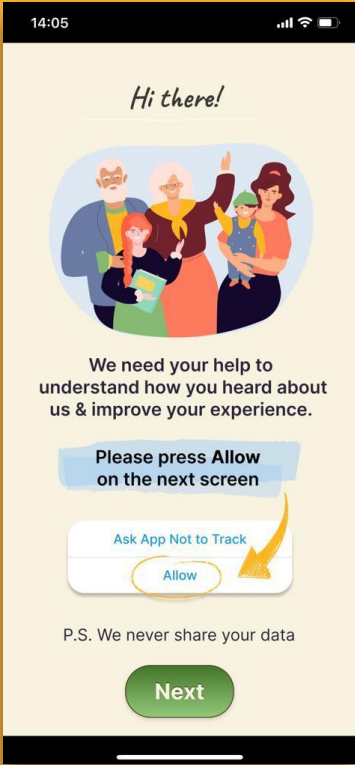 14:05
Hi there!
We need your help to
understand how you heard about
us & improve your experience.
Please press Allow
on the next screen
Ask App Not to Track
Allow
P.S. We never share your data
Next